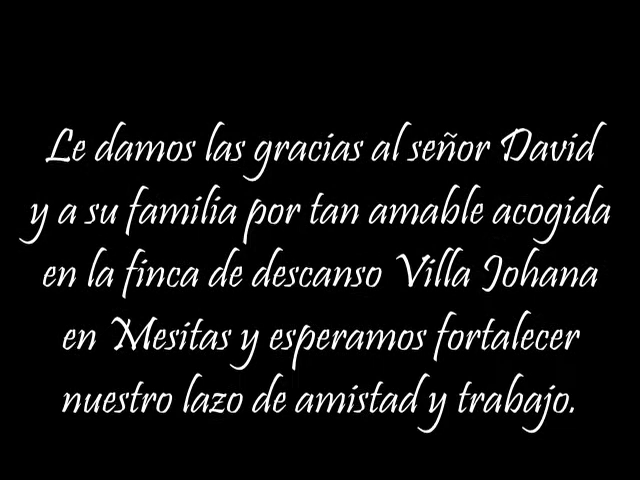 Le damos las gracias al señor David
y a su familia por tan amable acogida
en la finca de descanso Villa Johana
en Mesitas y esperamos fortalecer
nuestro lazo de amistad y trabajo.